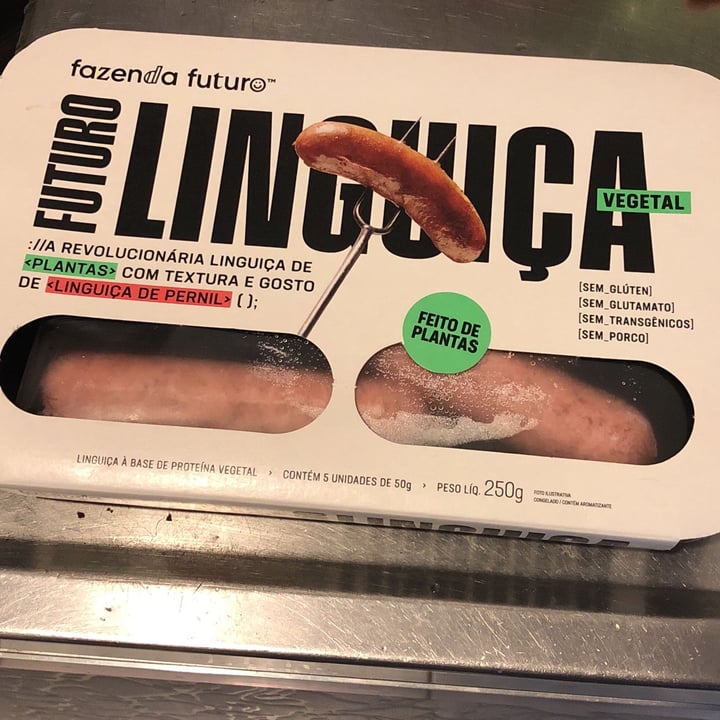 fazenda futuro™
FUTURO
LINGUIÇA
VEGETAL
://A REVOLUCIONÁRIA LINGUIÇA DE
<PLANTAS> COM TEXTURA E GOSTO
DE <LINGUIÇA DE PERNIL> ( );
[SEM_GLÚTEN]
[SEM_GLUTAMATO]
[SEM_TRANSGÊNICOS]
[SEM_PORCO]
FEITO DE
PLANTAS
LINGUIÇA À BASE DE PROTEÍNA VEGETAL > CONTÉM 5 UNIDADES DE 50g > PESO LÍQ. 250g
FOTO ILUSTRATIVA
CONGELADO / CONTÉM AROMATIZANTE
LINGUIÇA